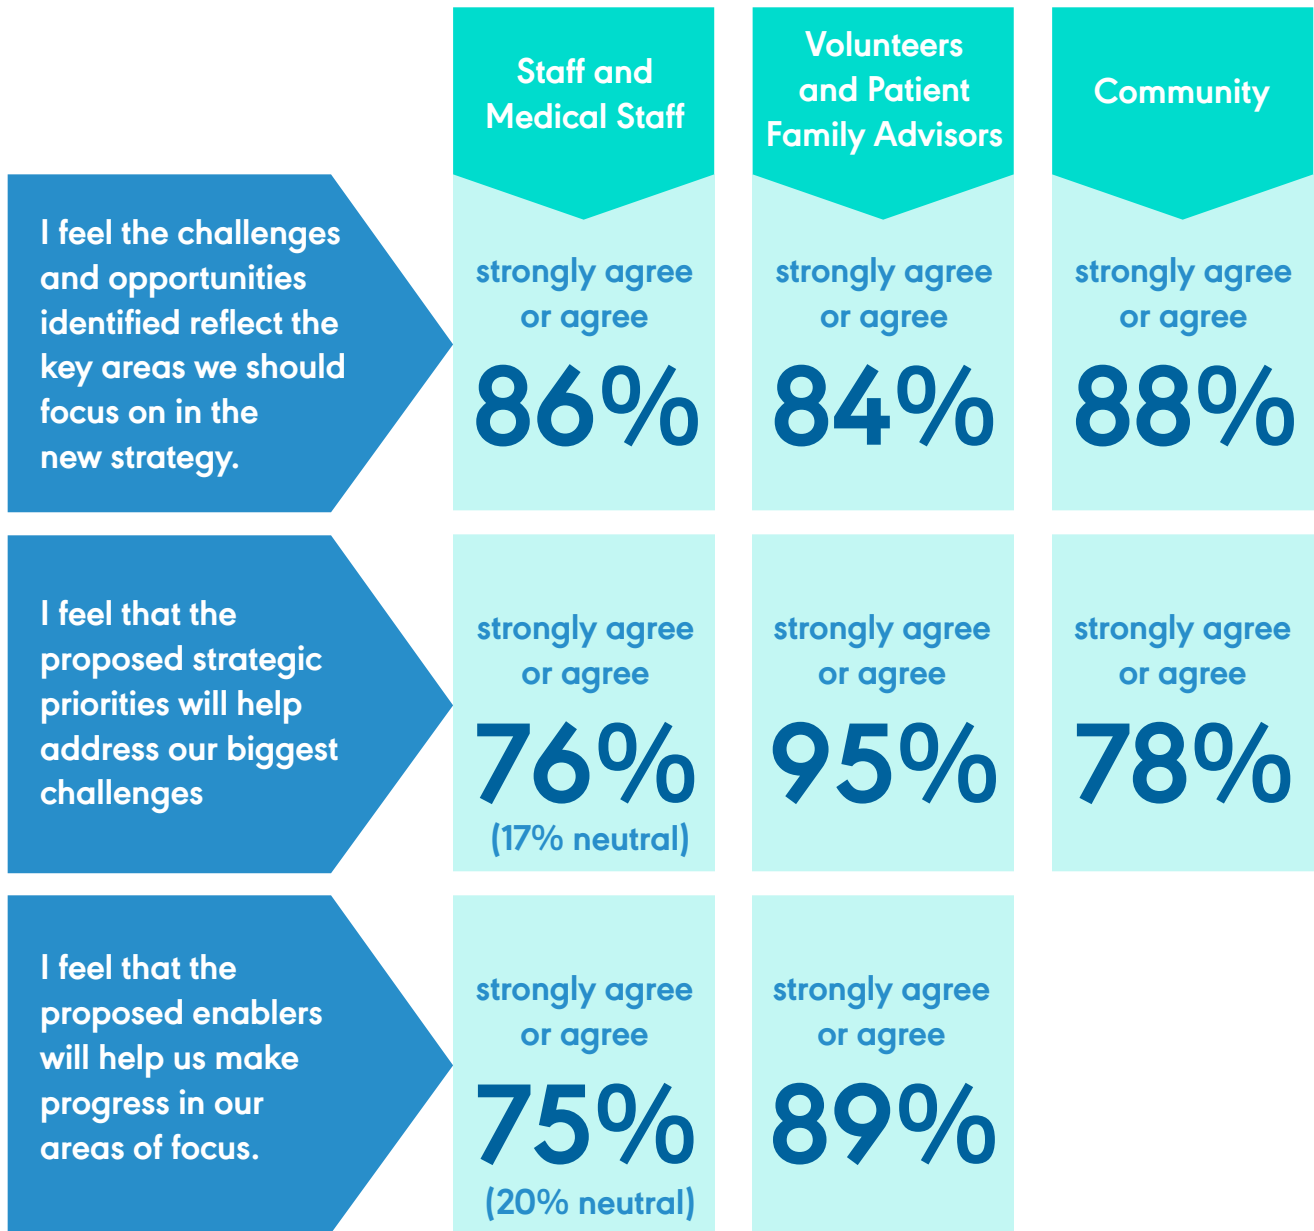 Staff and
Medical Staff
Volunteers
and Patient
Family Advisors
Community
I feel the challenges
and opportunities
identified reflect the
key areas we should
focus on in the
new strategy.
strongly agree
or agree
86%
strongly agree
or agree
84%
strongly agree
or agree
88%
I feel that the
proposed strategic
priorities will help
address our biggest
challenges
strongly agree
or agree
76%
(17% neutral)
strongly agree
or agree
95%
strongly agree
or agree
78%
I feel that the
proposed enablers
will help us make
progress in our
areas of focus.
strongly agree
or agree
75%
(20% neutral)
strongly agree
or agree
89%